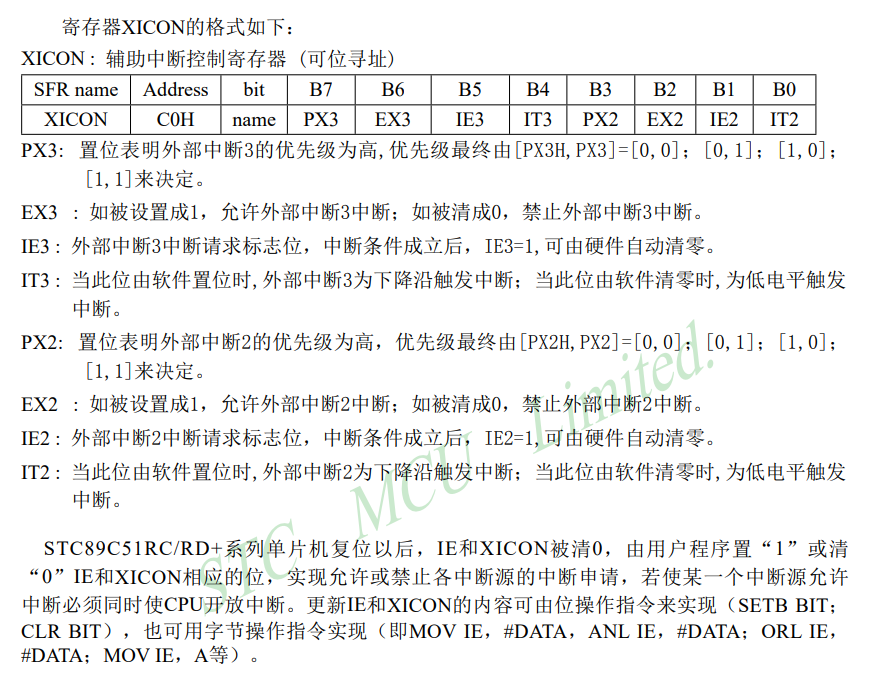 寄存器XICON的格式如下：
XICON : 辅助中断控制寄存器 (可位寻址)
SFR name Address bit B7 B6 B5 B4 B3 B2 B1 B0
XICON C0H name PX3 EX3 IE3 IT3 PX2 EX2 IE2 IT2
PX3: 置位表明外部中断3的优先级为高,优先级最终由[PX3H,PX3]=[0,0]；[0,1]；[1,0]；
[1,1]来决定。
EX3 : 如被设置成1，允许外部中断3中断；如被清成0，禁止外部中断3中断。
IE3 : 外部中断3中断请求标志位，中断条件成立后，IE3=1,可由硬件自动清零。
IT3 : 当此位由软件置位时,外部中断3为下降沿触发中断；当此位由软件清零时,为低电平触发
中断。
PX2: 置位表明外部中断2的优先级为高，优先级最终由[PX2H,PX2]=[0,0]；[0,1]；[1,0]；
[1,1]来决定。
EX2 : 如被设置成1，允许外部中断2中断；如被清成0，禁止外部中断2中断。
IE2 : 外部中断2中断请求标志位，中断条件成立后，IE2=1,可由硬件自动清零。
IT2 : 当此位由软件置位时,外部中断2为下降沿触发中断；当此位由软件清零时,为低电平触发
中断。
STC MCU Limited.
STC89C51RC/RD+系列单片机复位以后，IE和XICON被清0，由用户程序置“1”或清
“0”IE和XICON相应的位，实现允许或禁止各中断源的中断申请，若使某一个中断源允许
中断必须同时使CPU开放中断。更新IE和XICON的内容可由位操作指令来实现（SETB BIT；
CLR BIT），也可用字节操作指令实现（即MOV IE，#DATA，ANL IE，#DATA；ORL IE，
#DATA；MOV IE，A等）。